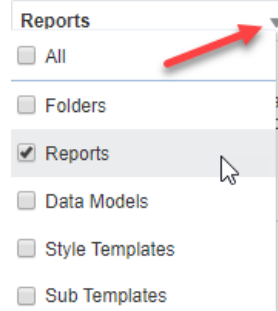 Reports
All
Folders
Reports
Data Models
Style Templates
Sub Templates